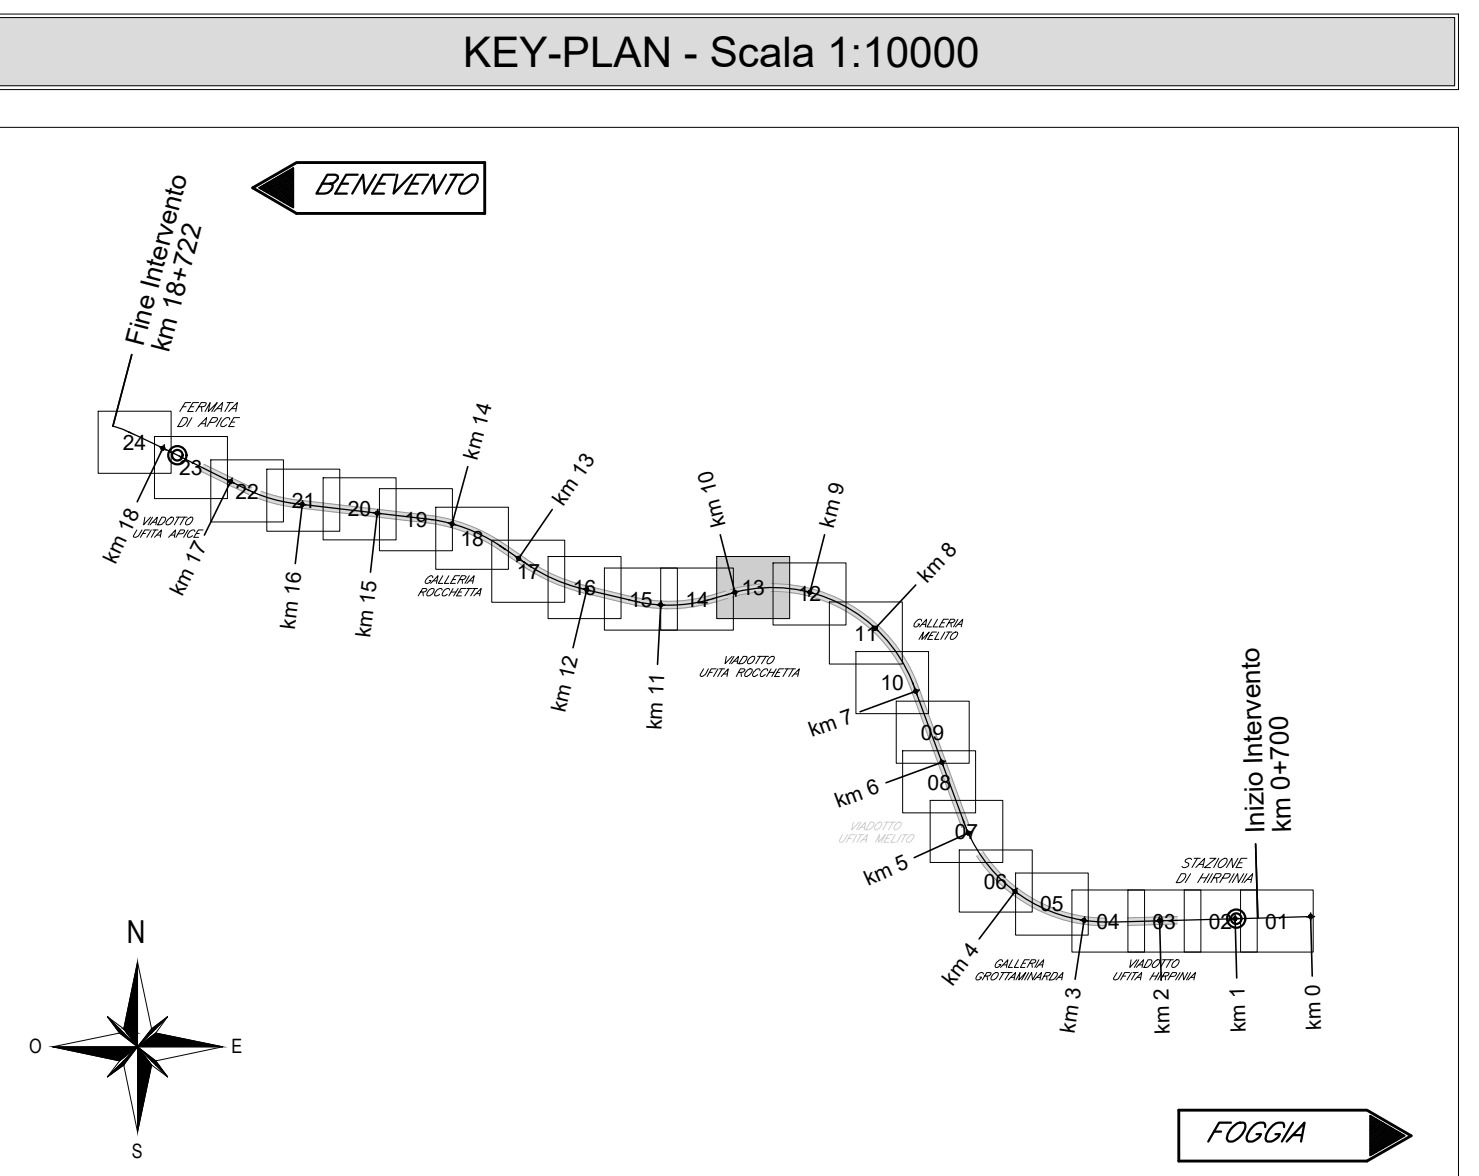 KEY-PLAN - Scala 1:10000
BENEVENTO
Fine Intervento
km 18+722
FERMATA
DI APICE
24
23
22
21
20
19
18
17
16
15
14
13
12
11
10
09
08
07
06
05
04
03
02
01
km 18
VIADOTTO
UFITA APICE
km 17
km 16
km 15
km 14
GALLERIA
ROCCHETTA
km 13
km 12
km 11
km 10
VIADOTTO
UFITA ROCCHETTA
km 9
km 8
GALLERIA
MELITO
km 7
km 6
VIADOTTO
UFITA MELITO
km 5
km 4
GALLERIA
GROTTAMINARDA
km 3
VIADOTTO
UFITA HIRPINIA
km 2
STAZIONE
DI HIRPINIA
km 1
Inizio Intervento
km 0+700
km 0
N
O
E
S
FOGGIA